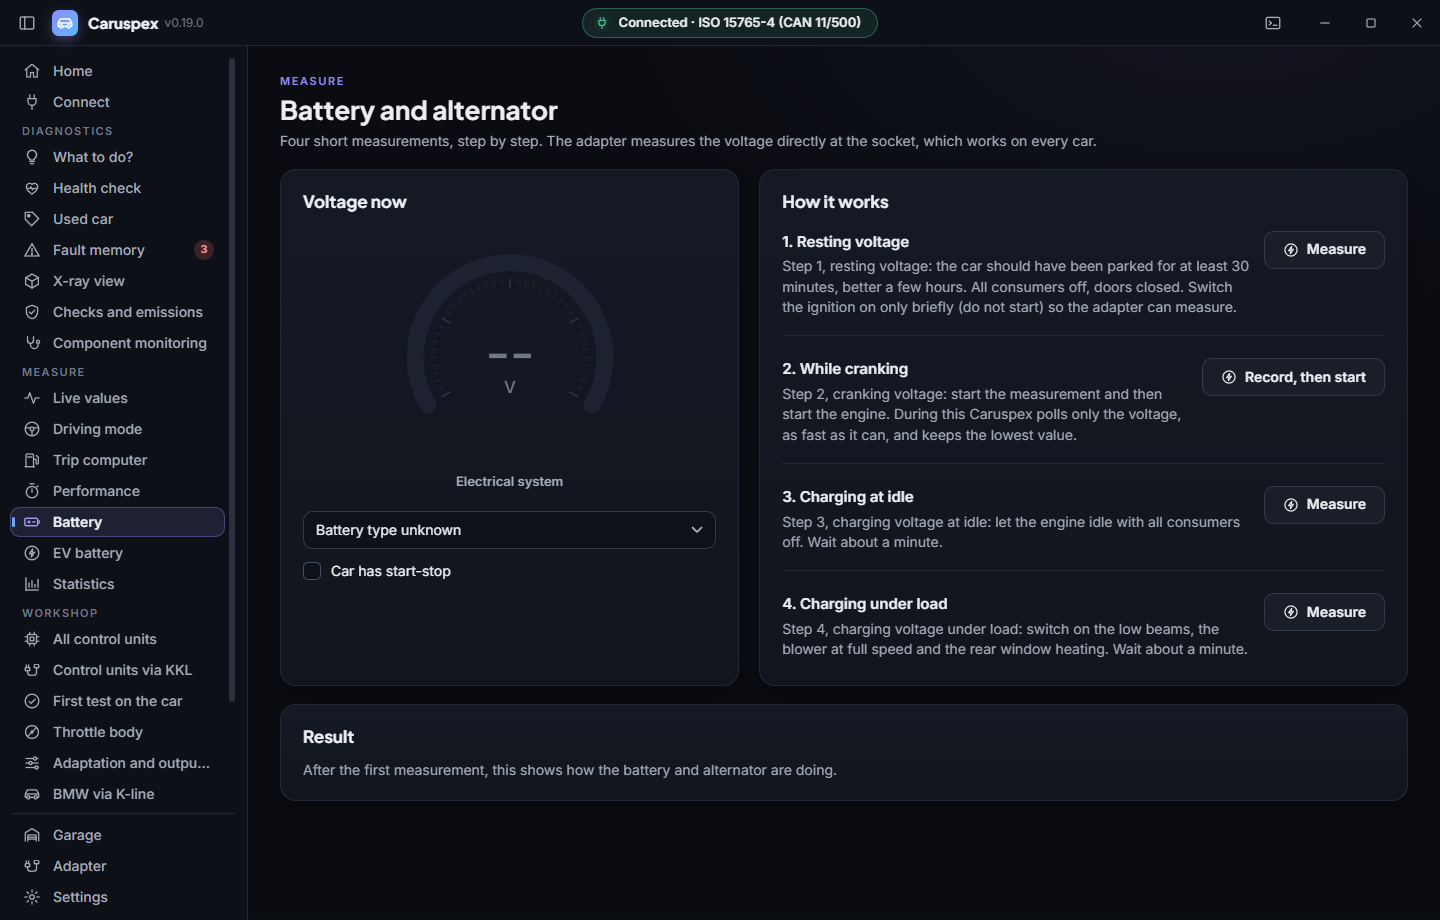 Caruspex v0.19.0
Connected · ISO 15765-4 (CAN 11/500)
Home
Connect
DIAGNOSTICS
What to do?
Health check
Used car
Fault memory 3
X-ray view
Checks and emissions
Component monitoring
MEASURE
Live values
Driving mode
Trip computer
Performance
Battery
EV battery
Statistics
WORKSHOP
All control units
Control units via KKL
First test on the car
Throttle body
Adaptation and outpu...
BMW via K-line
Garage
Adapter
Settings
MEASURE
Battery and alternator
Four short measurements, step by step. The adapter measures the voltage directly at the socket, which works on every car.
Voltage now
– –
V
Electrical system
Battery type unknown
Car has start-stop
How it works
1. Resting voltage
Measure
Step 1, resting voltage: the car should have been parked for at least 30
minutes, better a few hours. All consumers off, doors closed. Switch
the ignition on only briefly (do not start) so the adapter can measure.
2. While cranking
Record, then start
Step 2, cranking voltage: start the measurement and then
start the engine. During this Caruspex polls only the voltage,
as fast as it can, and keeps the lowest value.
3. Charging at idle
Measure
Step 3, charging voltage at idle: let the engine idle with all consumers
off. Wait about a minute.
4. Charging under load
Measure
Step 4, charging voltage under load: switch on the low beams, the
blower at full speed and the rear window heating. Wait about a minute.
Result
After the first measurement, this shows how the battery and alternator are doing.